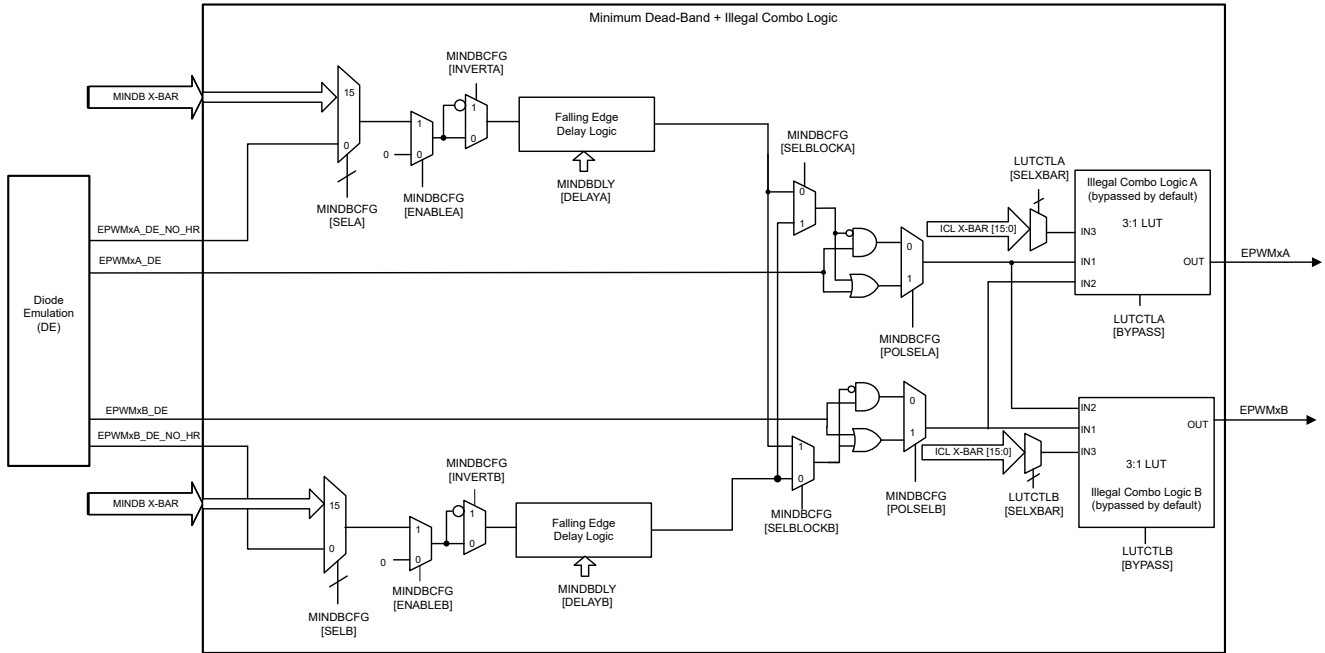 Minimum Dead-Band + Illegal Combo Logic
MINDB X-BAR
15
0
MINDBCFG
[SELA]
1
0
0
MINDBCFG
[ENABLEA]
MINDBCFG
[INVERTA]
1
0
Falling Edge
Delay Logic
MINDBDLY
[DELAYA]
MINDBCFG
[SELBLOCKA]
0
1
0
1
MINDBCFG
[POLSELA]
LUTCTLA
[SELXBAR]
ICL X-BAR [15:0]
Illegal Combo Logic A
(bypassed by default)
3:1 LUT
IN3
IN1
IN2
OUT
EPWMxA
LUTCTLA
[BYPASS]
Diode
Emulation
(DE)
EPWMxA_DE_NO_HR
EPWMxA_DE
EPWMxB_DE
EPWMxB_DE_NO_HR
MINDB X-BAR
15
0
MINDBCFG
[SELB]
1
0
0
MINDBCFG
[ENABLEB]
MINDBCFG
[INVERTB]
1
0
Falling Edge
Delay Logic
MINDBDLY
[DELAYB]
1
0
MINDBCFG
[SELBLOCKB]
0
1
MINDBCFG
[POLSELB]
ICL X-BAR [15:0]
LUTCTLB
[SELXBAR]
IN2
IN1
IN3
OUT
EPWMxB
3:1 LUT
Illegal Combo Logic B
(bypassed by default)
LUTCTLB
[BYPASS]